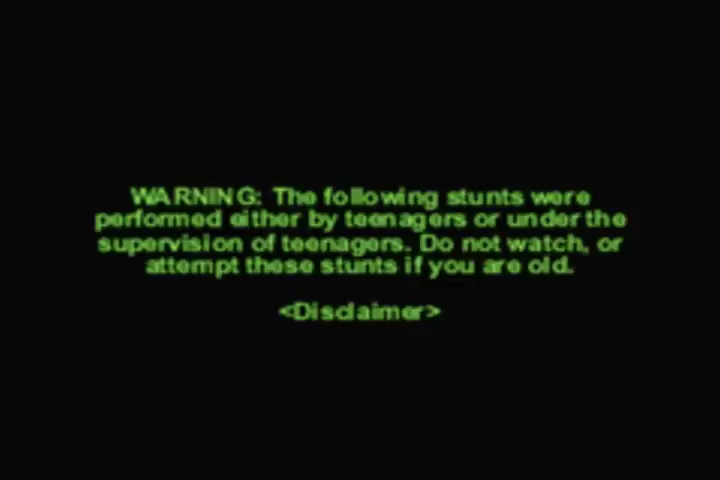 WARNING: The following stunts were
performed either by teenagers or under the
supervision of teenagers. Do not watch, or
attempt these stunts if you are old.
<Disclaimer>